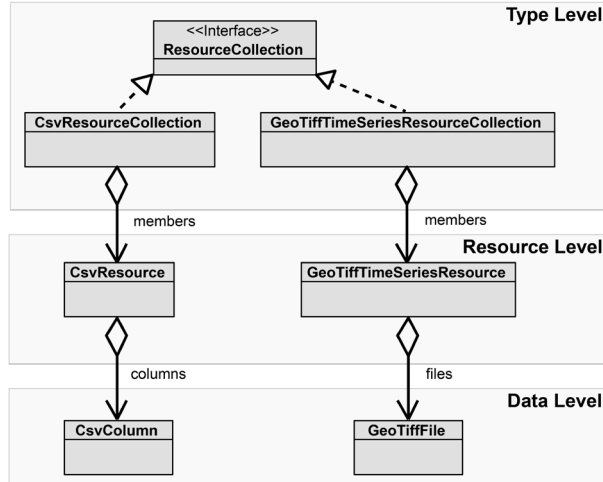 Type Level
<<Interface>>
ResourceCollection
CsvResourceCollection
GeoTiffTimeSeriesResourceCollection
members
members
Resource Level
CsvResource
GeoTiffTimeSeriesResource
columns
files
Data Level
CsvColumn
GeoTiffFile